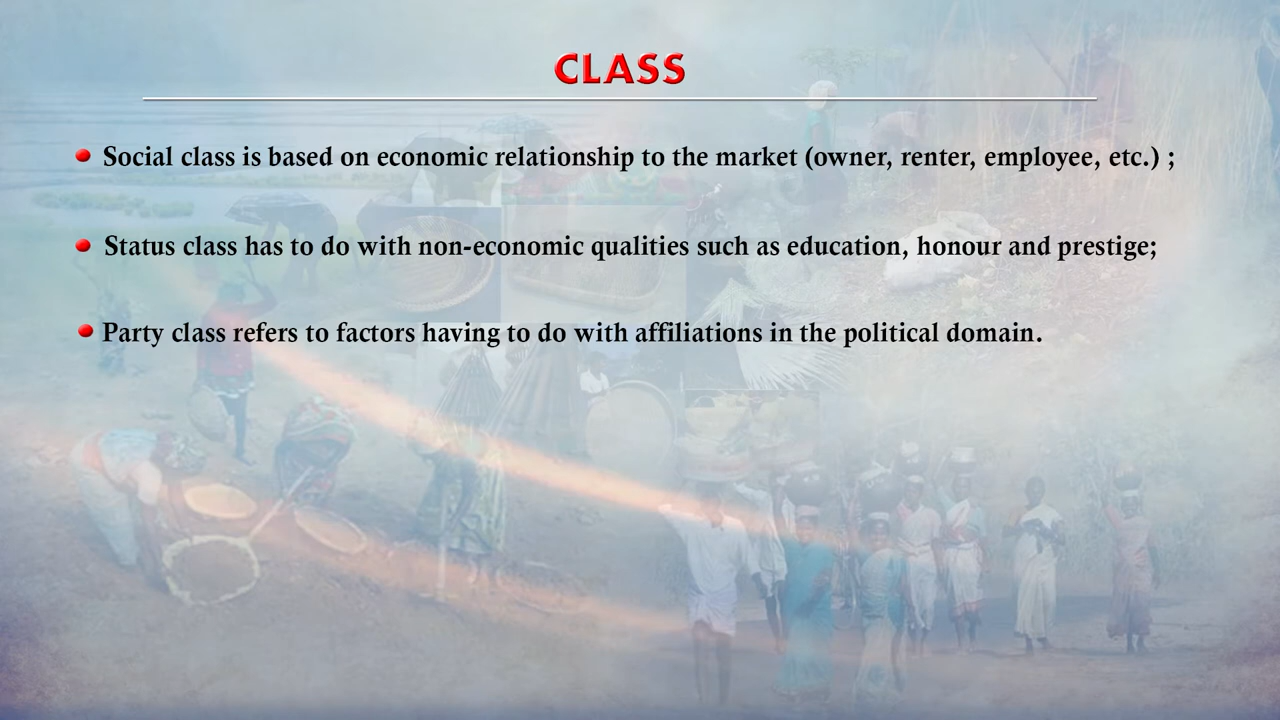 CLASS
Social class is based on economic relationship to the market (owner, renter, employee, etc.) ;
Status class has to do with non-economic qualities such as education, honour and prestige;
Party class refers to factors having to do with affiliations in the political domain.